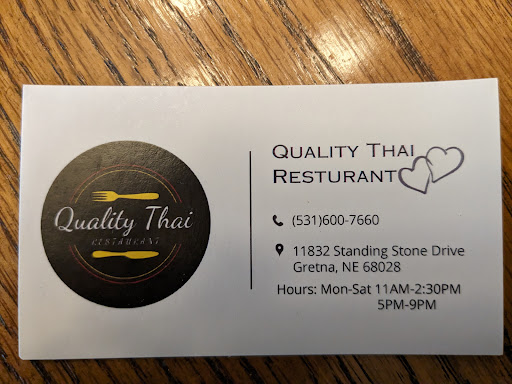 Quality Thai
RESTAURANT
QUALITY THAI
RESTURANT
(531)600-7660
11832 Standing Stone Drive
Gretna, NE 68028
Hours: Mon-Sat 11AM-2:30PM
5PM-9PM